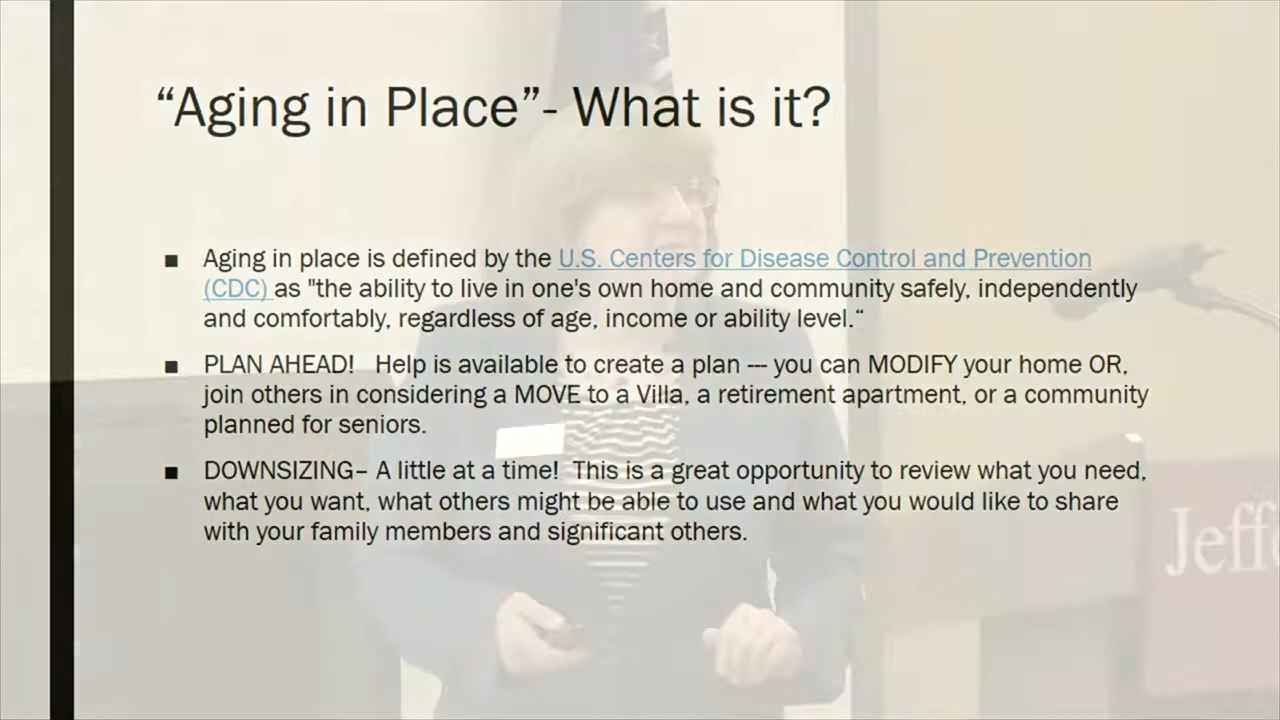 “Aging in Place”- What is it?
■ Aging in place is defined by the U.S. Centers for Disease Control and Prevention
(CDC) as "the ability to live in one's own home and community safely, independently
and comfortably, regardless of age, income or ability level.“
■ PLAN AHEAD! Help is available to create a plan --- you can MODIFY your home OR,
join others in considering a MOVE to a Villa, a retirement apartment, or a community
planned for seniors.
■ DOWNSIZING– A little at a time! This is a great opportunity to review what you need,
what you want, what others might be able to use and what you would like to share
with your family members and significant others.
Jeff